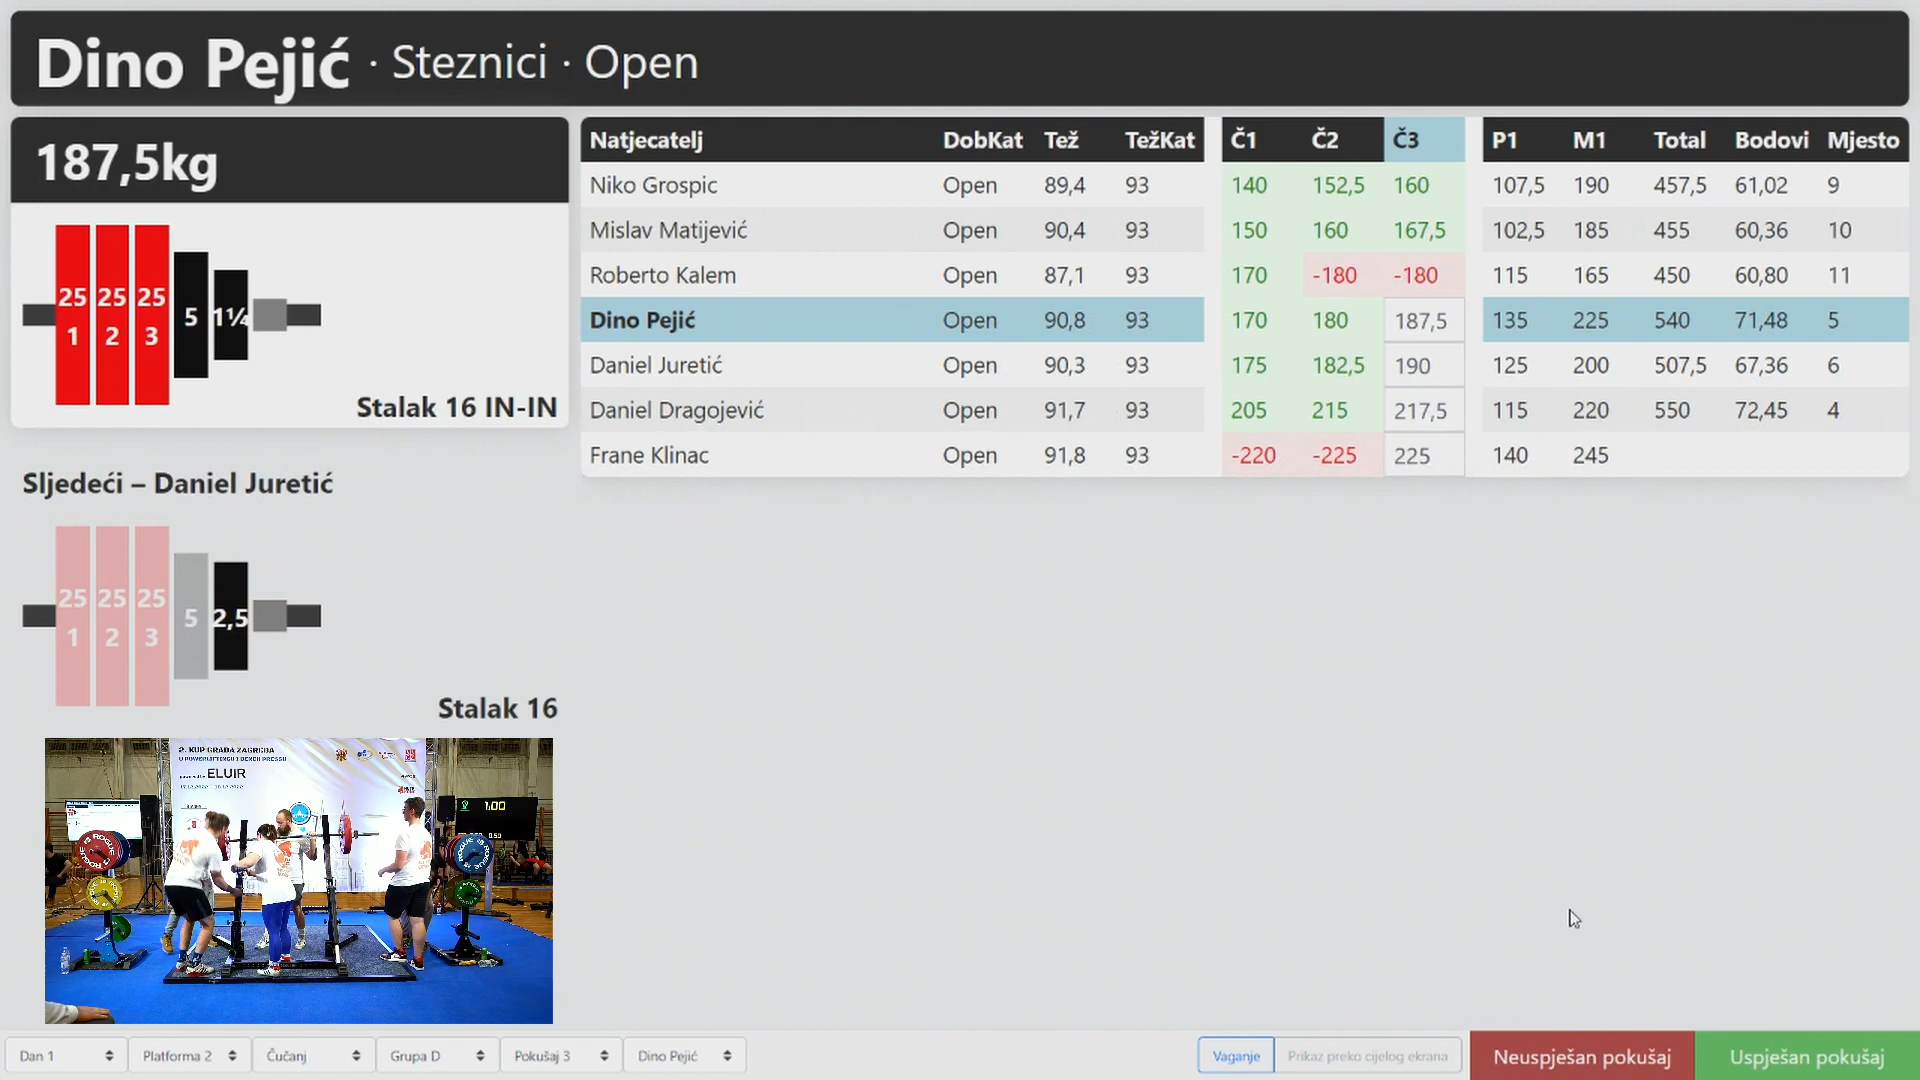 Dino Pejić · Steznici · Open
187,5kg
25 25 25 5 1¼
1 2 3
Stalak 16 IN-IN
Sljedeći – Daniel Juretić
25 25 25 5 2,5
1 2 3
Stalak 16
Natjecatelj DobKat Tež TežKat Č1 Č2 Č3 P1 M1 Total Bodovi Mjesto
Niko Grospic Open 89,4 93 140 152,5 160 107,5 190 457,5 61,02 9
Mislav Matijević Open 90,4 93 150 160 167,5 102,5 185 455 60,36 10
Roberto Kalem Open 87,1 93 170 -180 -180 115 165 450 60,80 11
Dino Pejić Open 90,8 93 170 180 187,5 135 225 540 71,48 5
Daniel Juretić Open 90,3 93 175 182,5 190 125 200 507,5 67,36 6
Daniel Dragojević Open 91,7 93 205 215 217,5 115 220 550 72,45 4
Frane Klinac Open 91,8 93 -220 -225 225 140 245
2. KUP GRADA ZAGREBA
U POWERLIFTINGU I BENCH PRESSU
ELUIR
1:00
ROGUE
ROGUE
Dan 1 Platforma 2 Čučanj Grupa D Pokušaj 3 Dino Pejić Vaganje Prikaz preko cijelog ekrana Neuspješan pokušaj Uspješan pokušaj